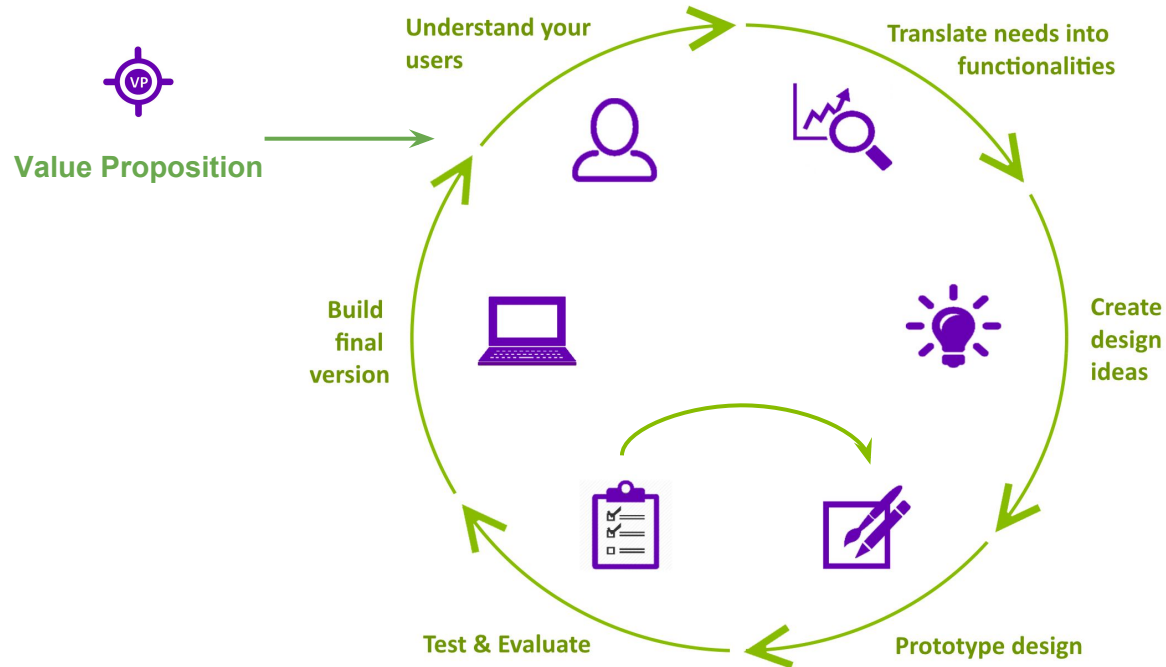 VP
Value Proposition
Understand your
users
Translate needs into
functionalities
Create
design
ideas
Prototype design
Test & Evaluate
Build
final
version